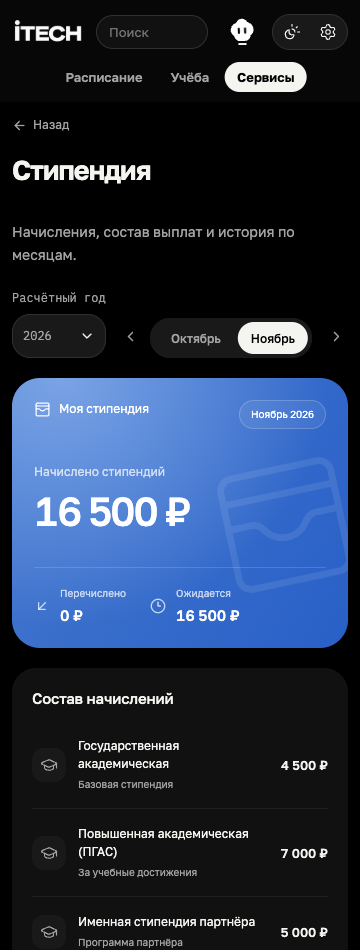 iTECH
Поиск
Расписание
Учёба
Сервисы
Назад
Стипендия
Начисления, состав выплат и история по
месяцам.
Расчётный год
2026
Октябрь
Ноябрь
Моя стипендия
Ноябрь 2026
Начислено стипендий
16 500 ₽
Перечислено
0 ₽
Ожидается
16 500 ₽
Состав начислений
Государственная
академическая
Базовая стипендия
4 500 ₽
Повышенная академическая
(ПГАС)
За учебные достижения
7 000 ₽
Именная стипендия партнёра
Программа партнёра
5 000 ₽